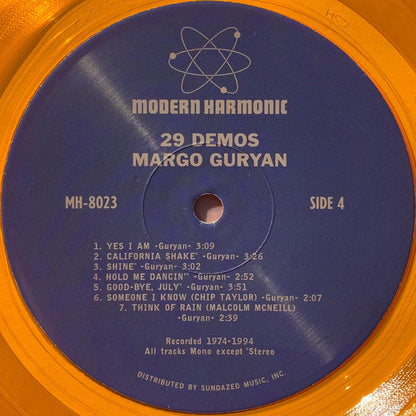 MODERN HARMONIC
29 DEMOS
MARGO GURYAN
MH-8023
SIDE 4
1. YES I AM -Guryan- 3:09
2. CALIFORNIA SHAKE* -Guryan- 3:26
3. SHINE* -Guryan- 3:02
4. HOLD ME DANCIN'* -Guryan- 2:52
5. GOOD-BYE, JULY* -Guryan- 3:51
6. SOMEONE I KNOW (CHIP TAYLOR) -Guryan- 2:07
7. THINK OF RAIN (MALCOLM MCNEILL)
-Guryan- 2:39
Recorded 1974-1994
All tracks Mono except *Stereo
DISTRIBUTED BY SUNDAZED MUSIC, INC.